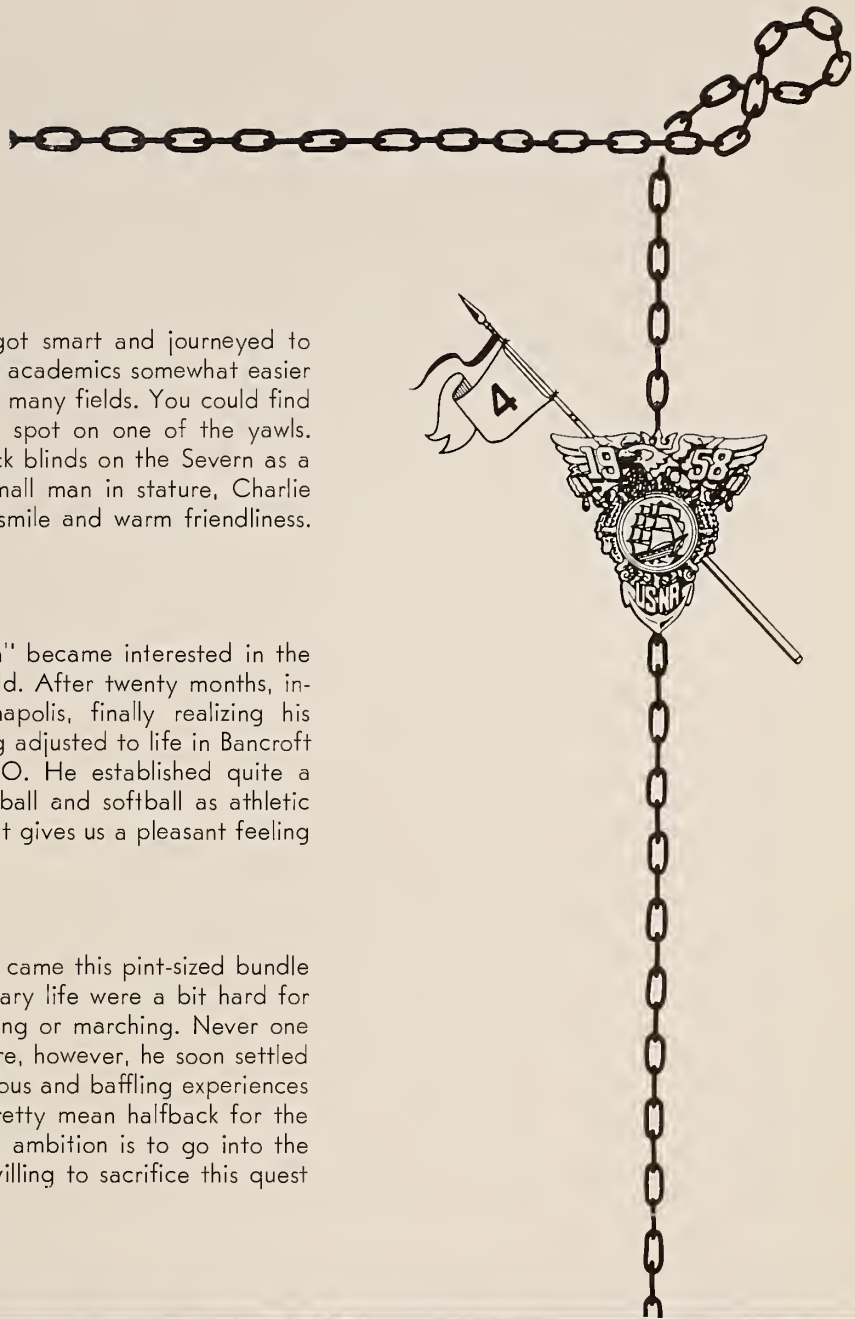 got smart and journeyed to
academics somewhat easier
many fields. You could find
spot on one of the yawls.
ck blinds on the Severn as a
mall man in stature, Charlie
smile and warm friendliness.
n" became interested in the
d. After twenty months, in-
napolis, finally realizing his
g adjusted to life in Bancroft
O. He established quite a
ball and softball as athletic
t gives us a pleasant feeling
came this pint-sized bundle
ary life were a bit hard for
ng or marching. Never one
re, however, he soon settled
ous and baffling experiences
retty mean halfback for the
ambition is to go into the
villing to sacrifice this quest
4
19 58
USNA